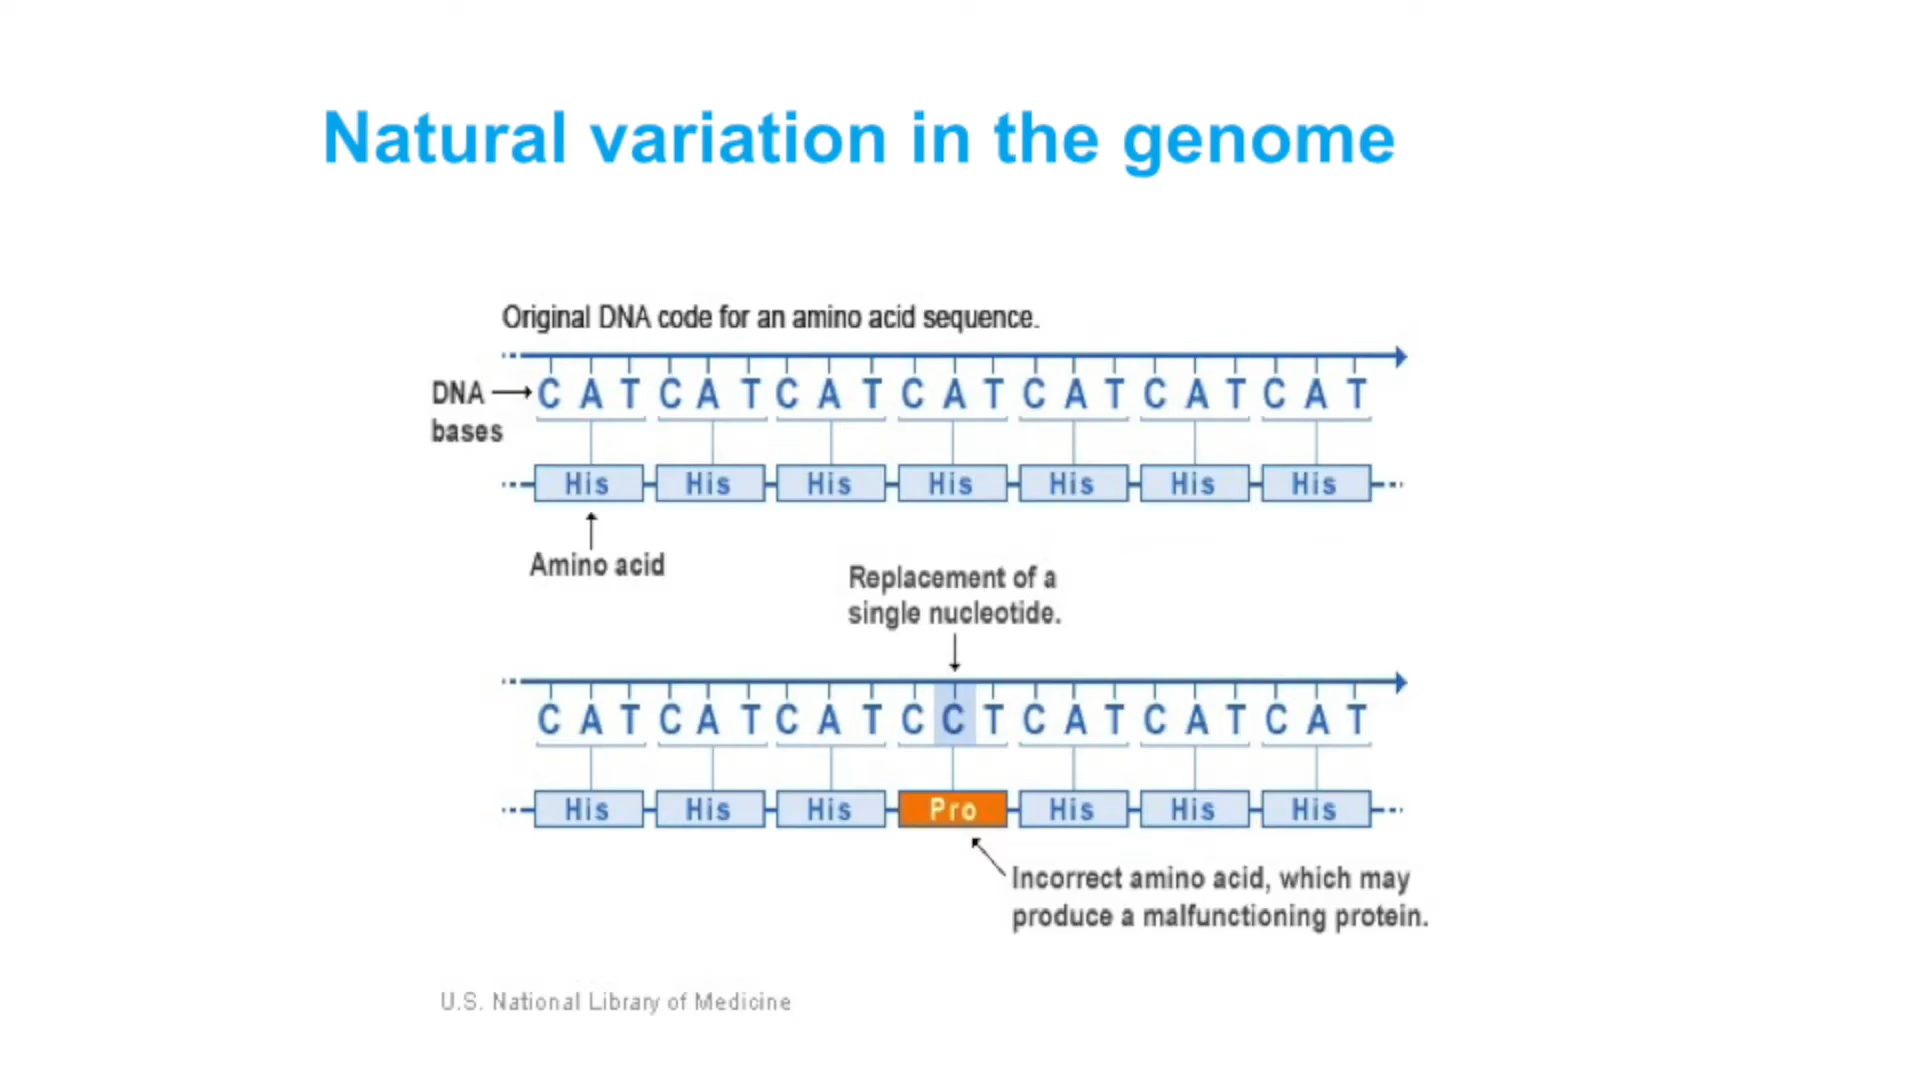 Natural variation in the genome
Original DNA code for an amino acid sequence.
DNA
bases
C A T C A T C A T C A T C A T C A T C A T
His His His His His His His
Amino acid
Replacement of a
single nucleotide.
C A T C A T C A T C C T C A T C A T C A T
His His His Pro His His His
Incorrect amino acid, which may
produce a malfunctioning protein.
U.S. National Library of Medicine